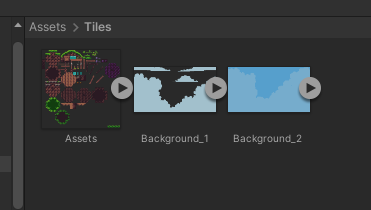 Assets > Tiles
Assets
Background_1
Background_2